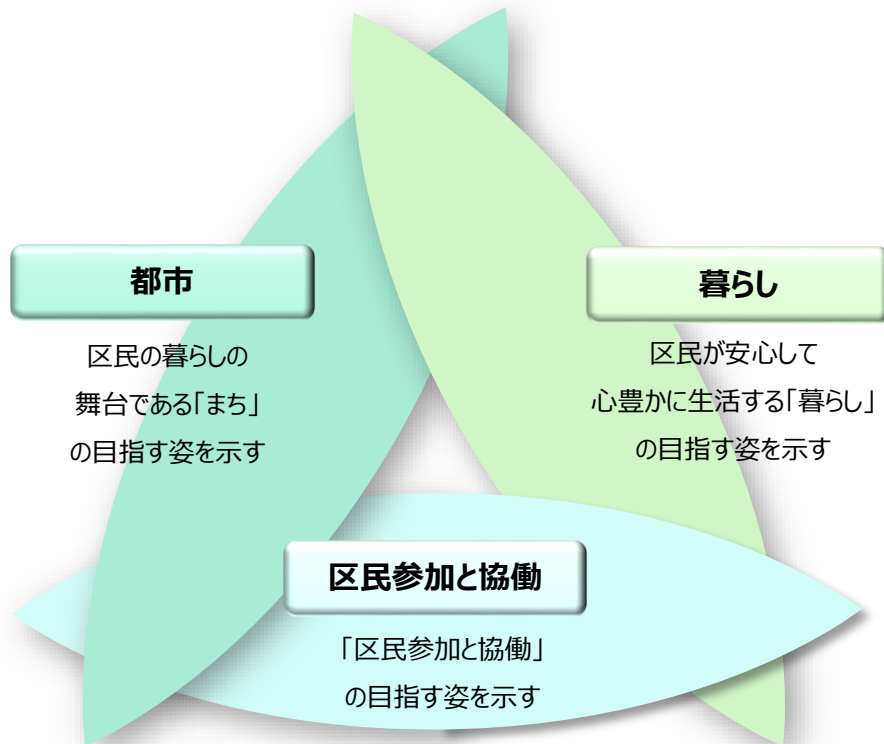 都市
区民の暮らしの
舞台である「まち」
の目指す姿を示す
暮らし
区民が安心して
心豊かに生活する「暮らし」
の目指す姿を示す
区民参加と協働
「区民参加と協働」
の目指す姿を示す